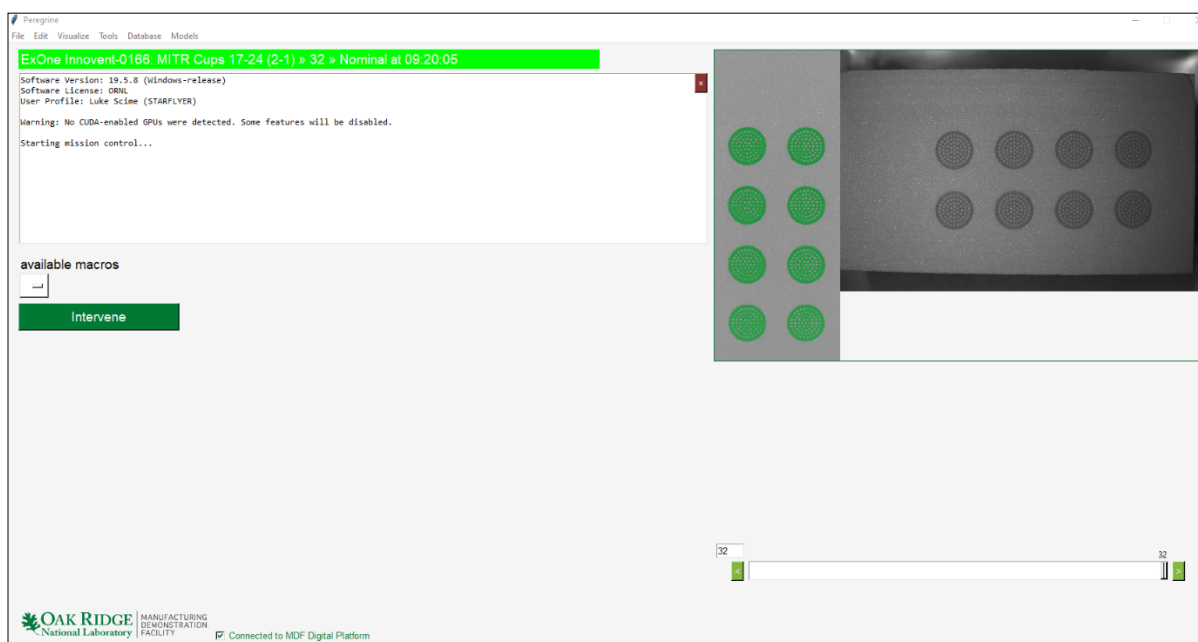 Peregrine
File Edit Visualize Tools Database Models
ExOne Innovent-0166: MITR Cups 17-24 (2-1) » 32 » Nominal at 09:20:05
Software Version: 19.5.8 (Windows-release)
Software License: ORNL
User Profile: Luke Scime (STARFLYER)
Warning: No CUDA-enabled GPUs were detected. Some features will be disabled.
Starting mission control...
×
available macros
Intervene
32
32
<
>
OAK RIDGE
National Laboratory
MANUFACTURING
DEMONSTRATION
FACILITY
Connected to MDF Digital Platform